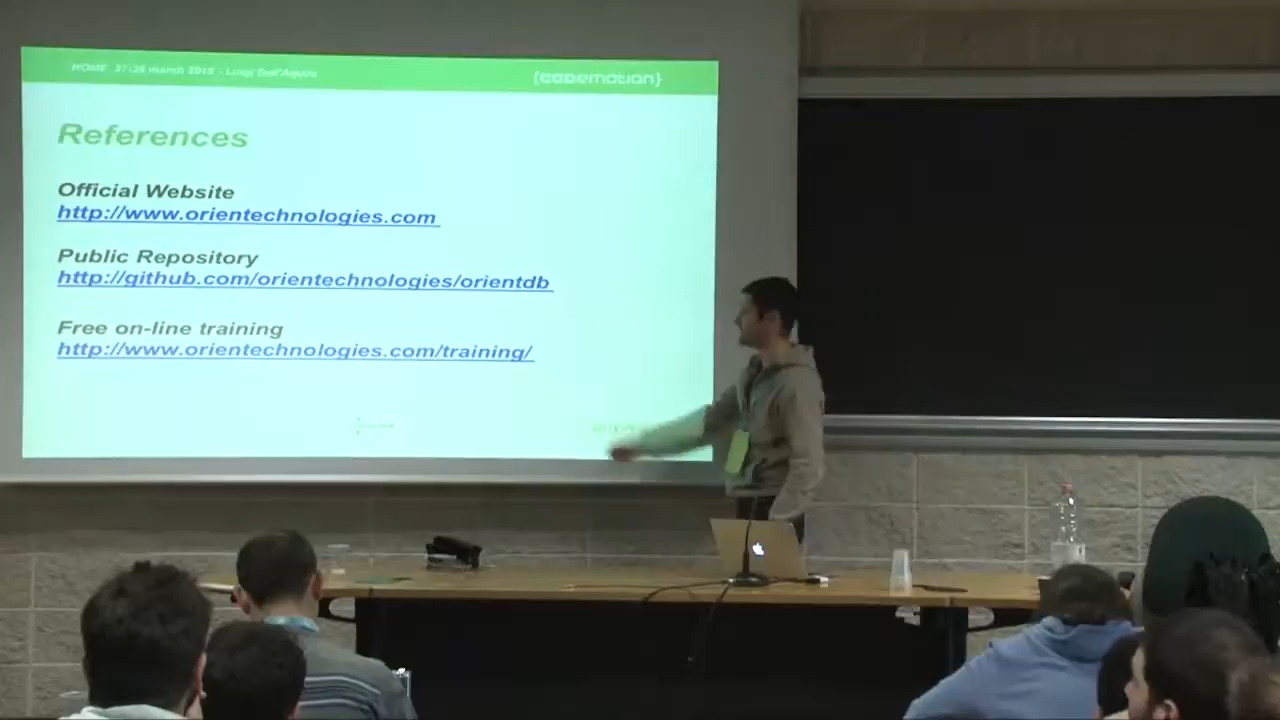 ROME 27-28 march 2015 - Luigi Dell'Aquila
{codemotion}
References
Official Website
http://www.orientechnologies.com
Public Repository
http://github.com/orientechnologies/orientdb
Free on-line training
http://www.orientechnologies.com/training/